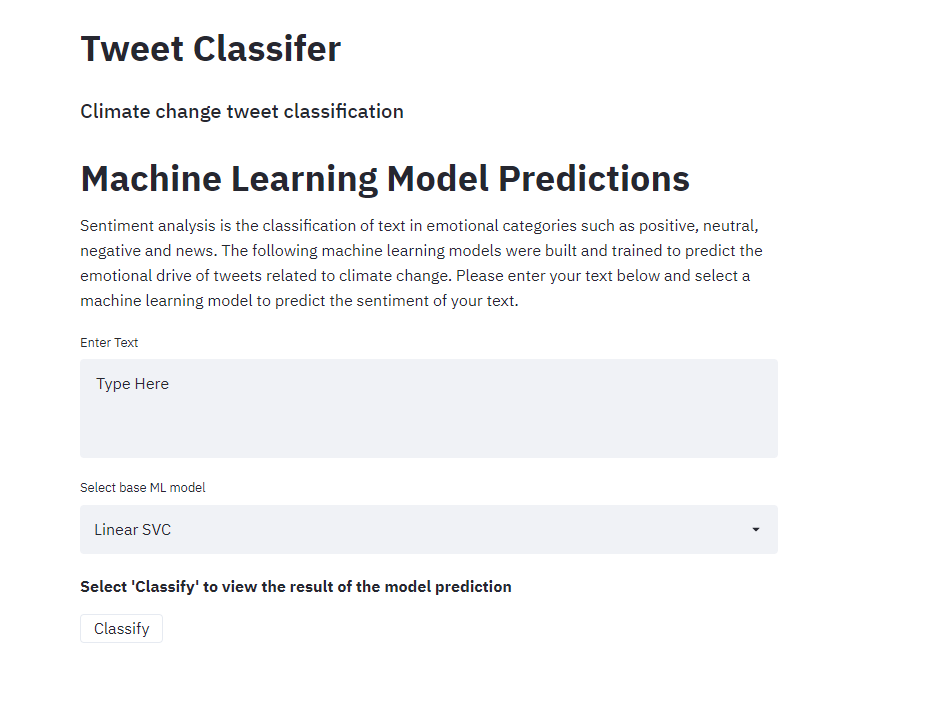 Tweet Classifer
Climate change tweet classification
Machine Learning Model Predictions
Sentiment analysis is the classification of text in emotional categories such as positive, neutral,
negative and news. The following machine learning models were built and trained to predict the
emotional drive of tweets related to climate change. Please enter your text below and select a
machine learning model to predict the sentiment of your text.
Enter Text
Type Here
Select base ML model
Linear SVC
Select 'Classify' to view the result of the model prediction
Classify